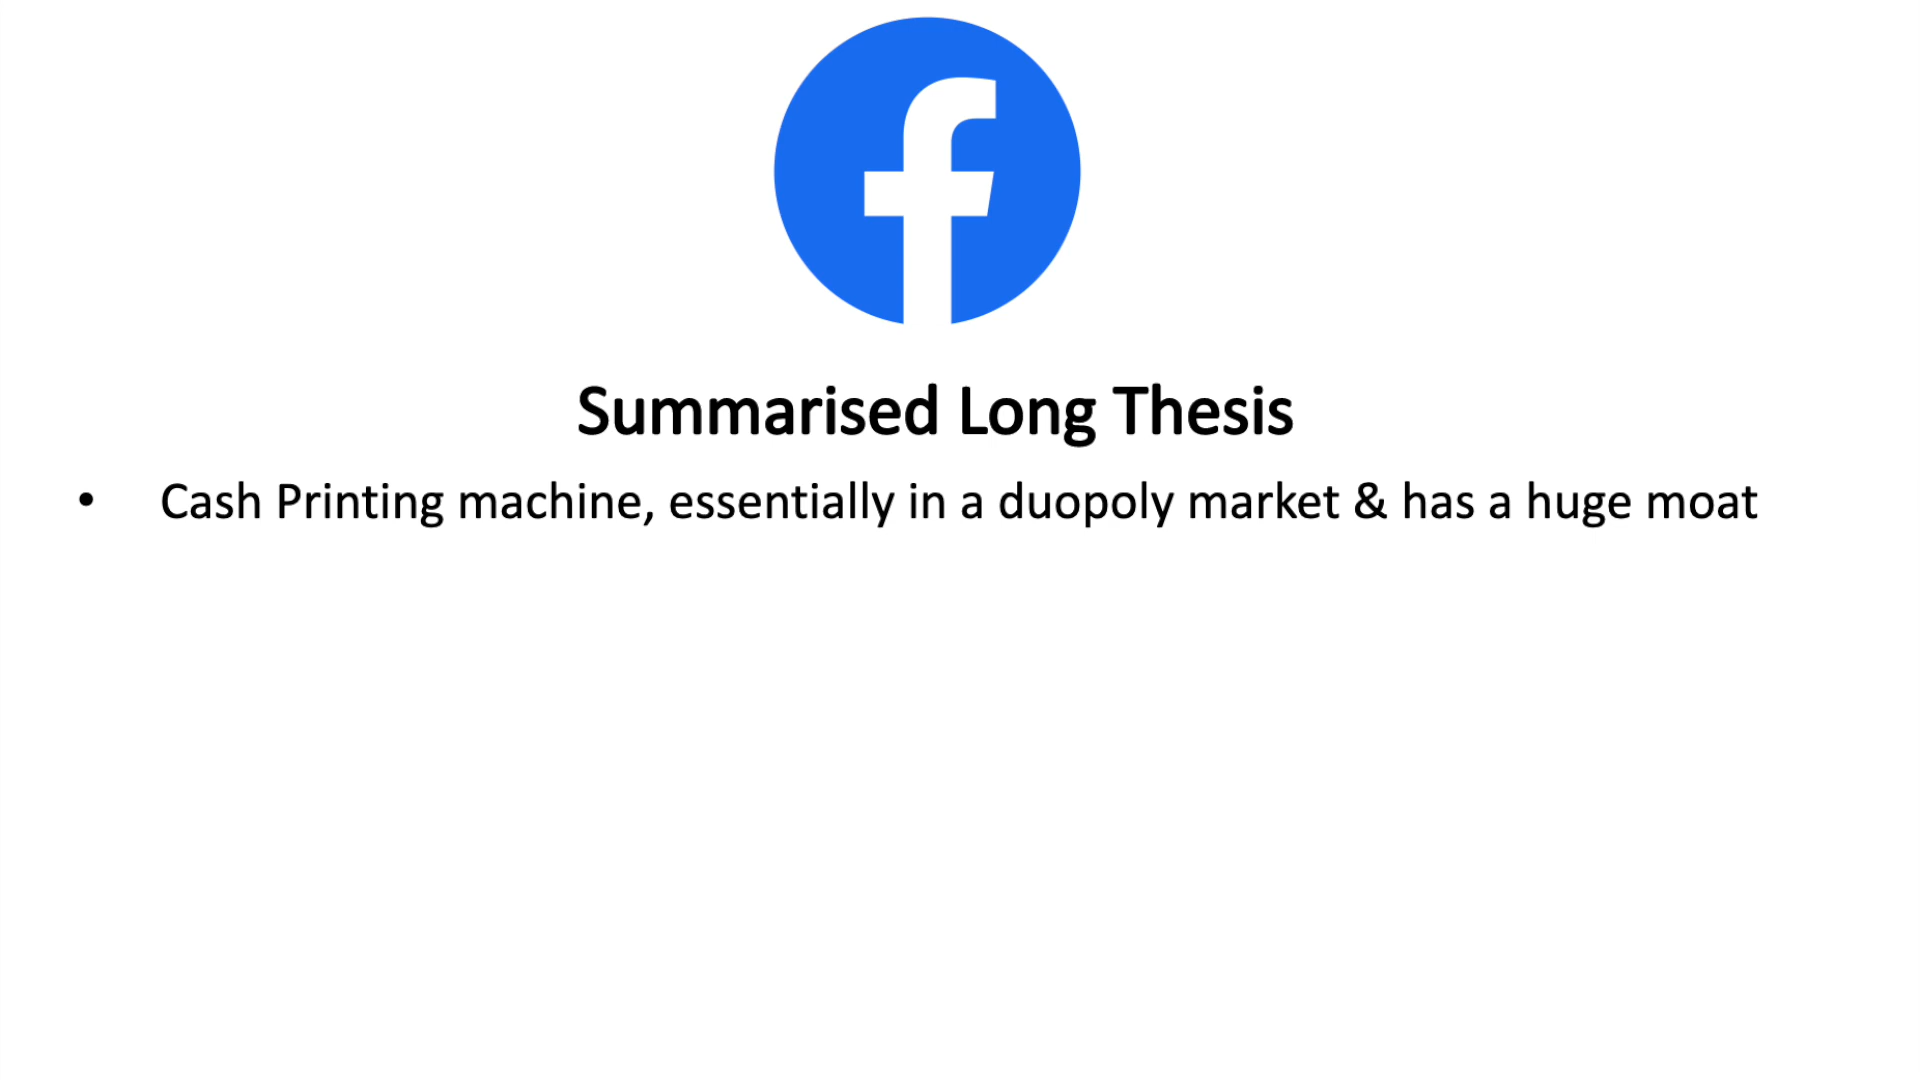 Summarised Long Thesis
• Cash Printing machine, essentially in a duopoly market & has a huge moat